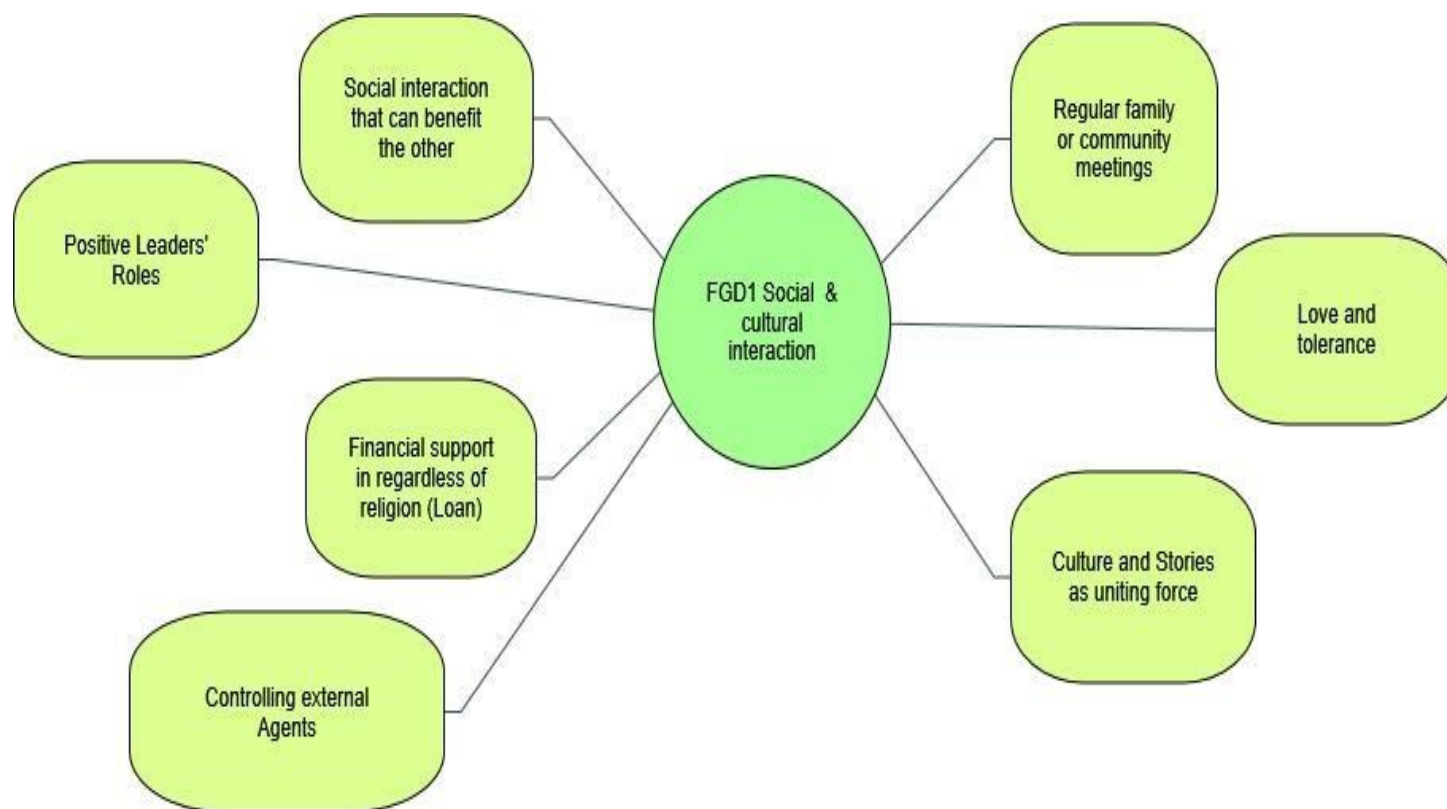 Social interaction
that can benefit
the other
Regular family
or community
meetings
Positive Leaders'
Roles
FGD1 Social  &
cultural
interaction
Love and
tolerance
Financial support
in regardless of
religion (Loan)
Culture and Stories
as uniting force
Controlling external
Agents